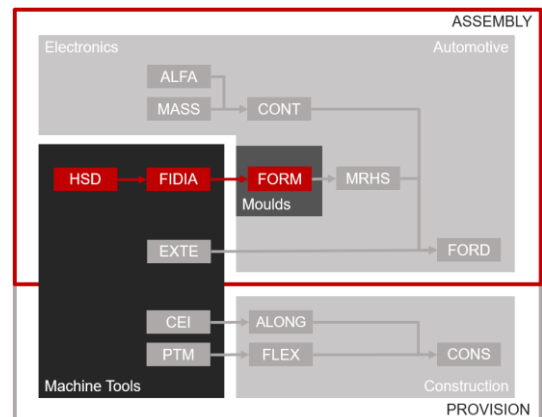 ASSEMBLY
Electronics
Automotive
ALFA
MASS
CONT
HSD
FIDIA
FORM
MRHS
Moulds
EXTE
FORD
CEI
ALONG
PTM
FLEX
CONS
Machine Tools
Construction
PROVISION